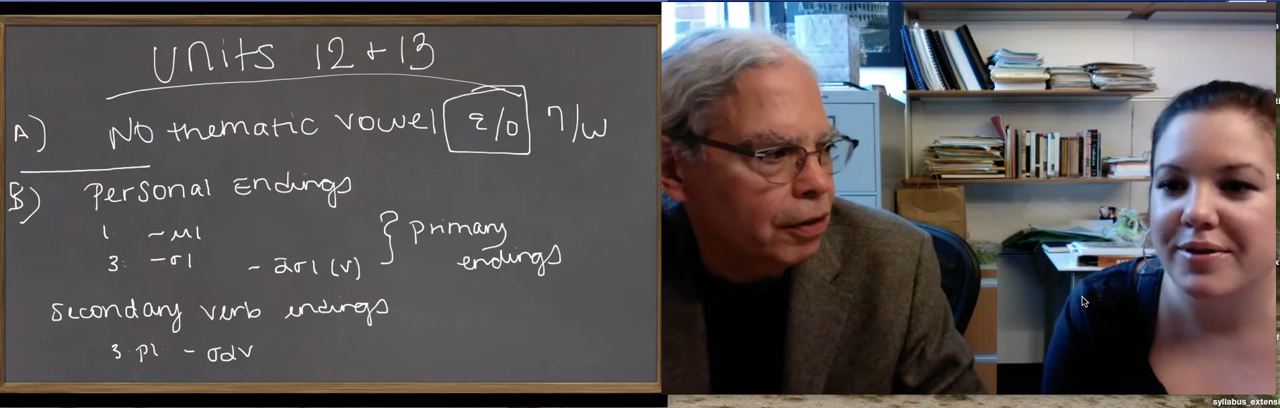 units 12 + 13
A) NO thematic vowel ε/ο η/ω
B) Personal Endings
1. -μι
3. -σι - ᾱσι (ν) } primary endings
secondary verb endings
3. pl. - σαν
syllabus_extensi